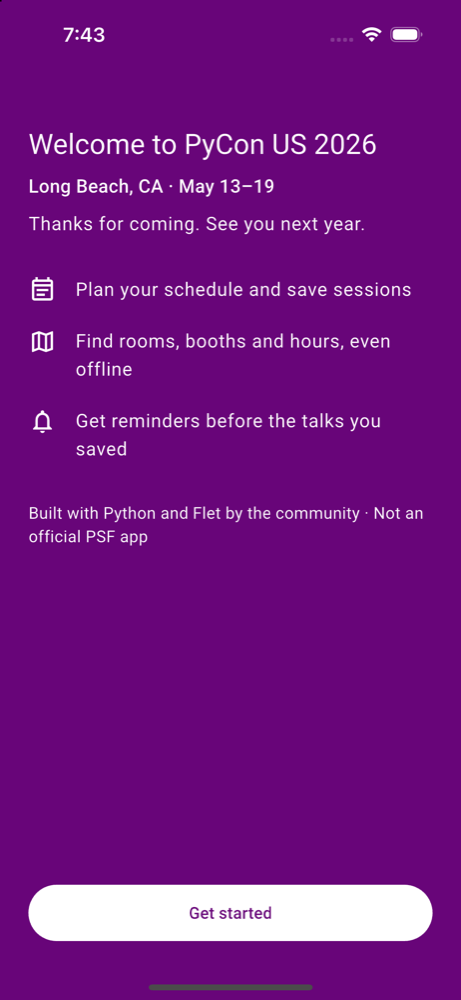 7:43
Welcome to PyCon US 2026
Long Beach, CA · May 13–19
Thanks for coming. See you next year.
Plan your schedule and save sessions
Find rooms, booths and hours, even
offline
Get reminders before the talks you
saved
Built with Python and Flet by the community · Not an
official PSF app
Get started